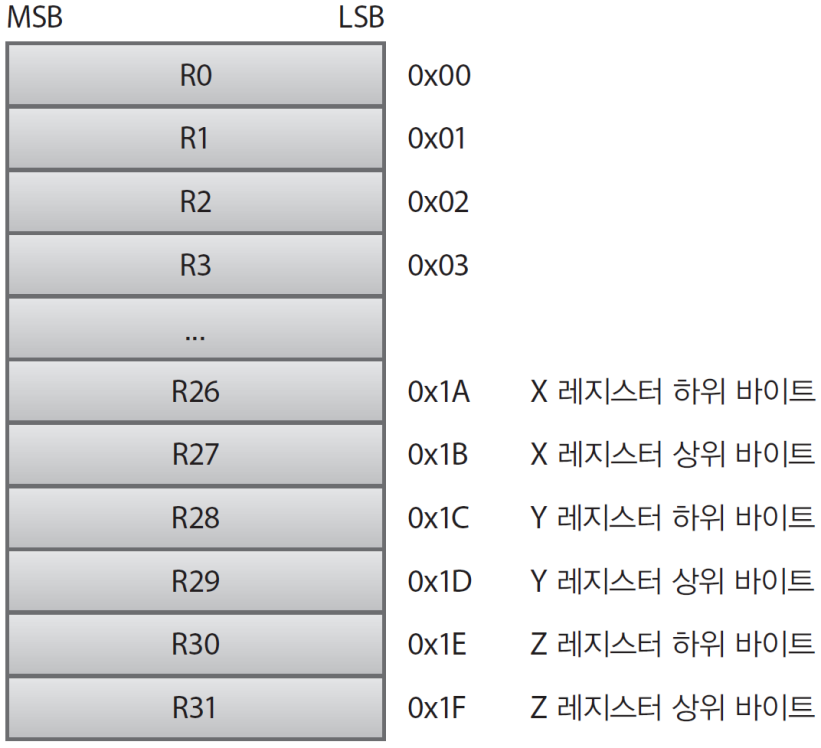 MSB LSB
R0 0x00
R1 0x01
R2 0x02
R3 0x03
...
R26 0x1A X 레지스터 하위 바이트
R27 0x1B X 레지스터 상위 바이트
R28 0x1C Y 레지스터 하위 바이트
R29 0x1D Y 레지스터 상위 바이트
R30 0x1E Z 레지스터 하위 바이트
R31 0x1F Z 레지스터 상위 바이트